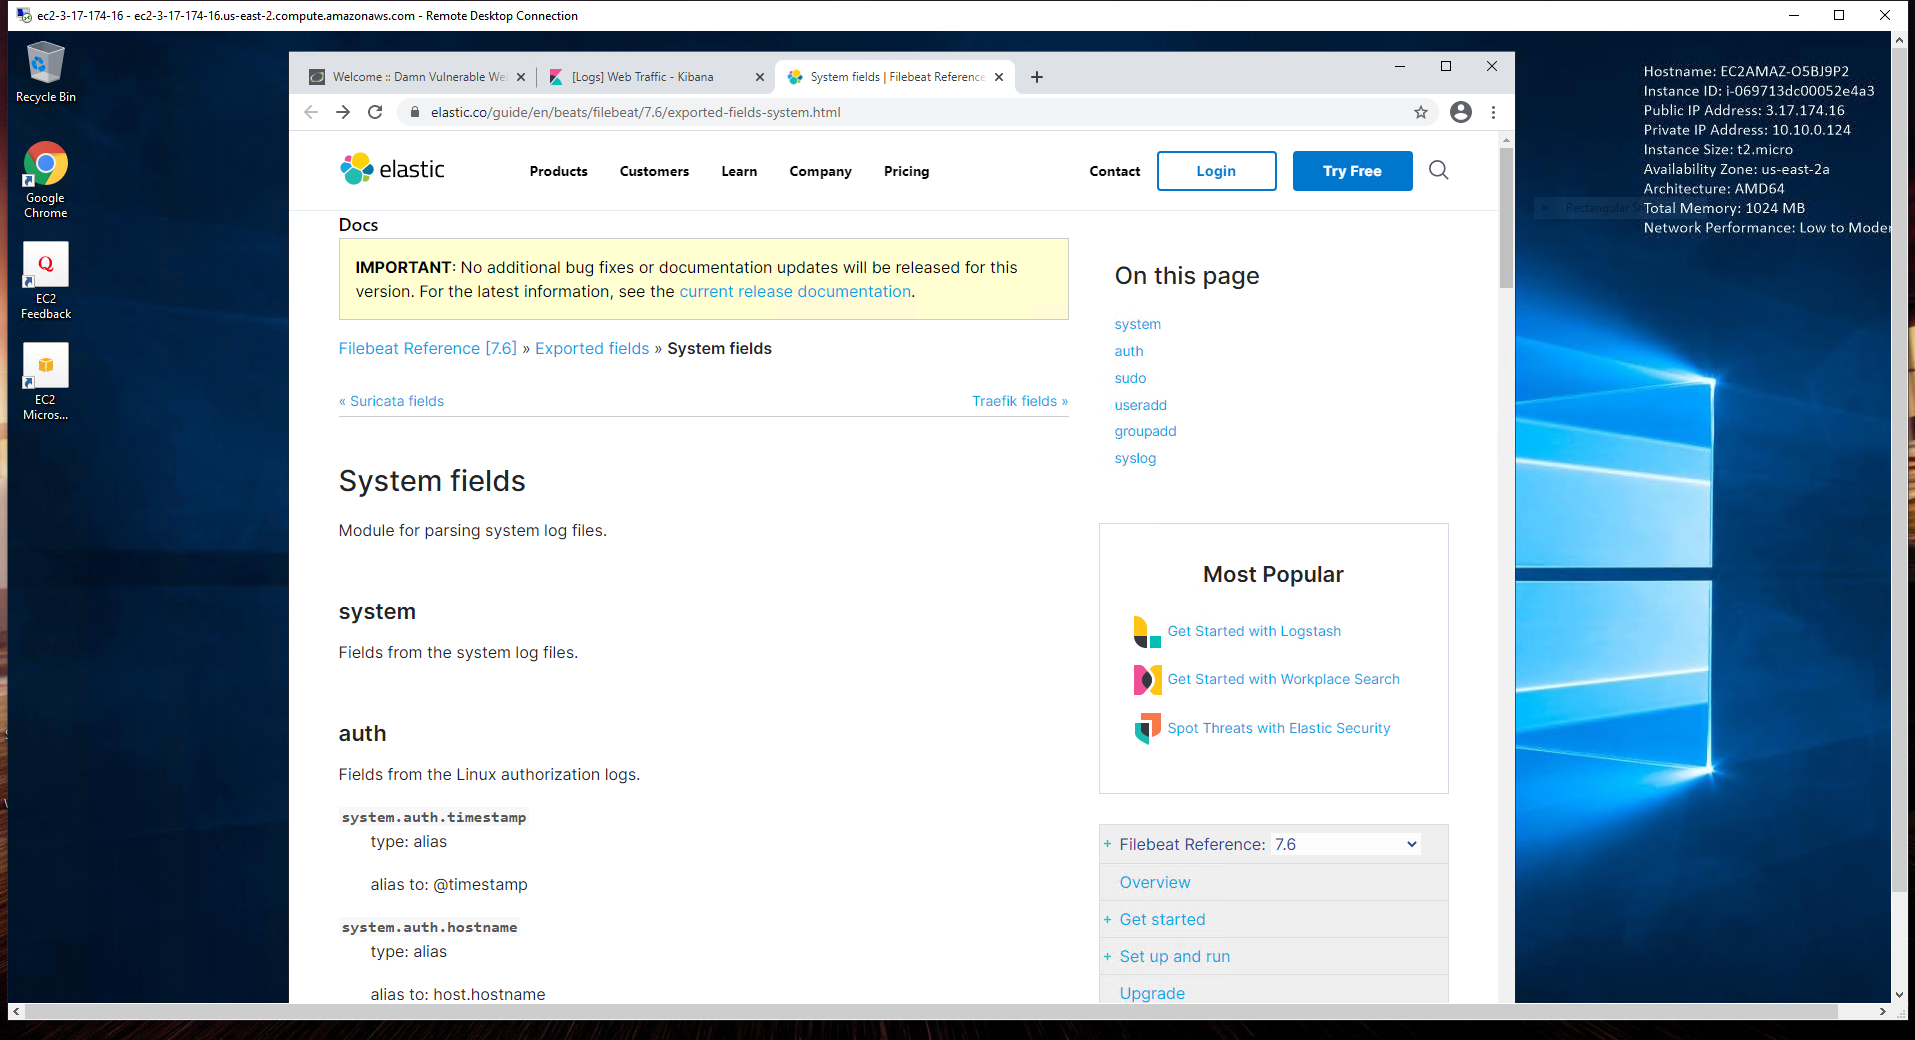 ec2-3-17-174-16 - ec2-3-17-174-16.us-east-2.compute.amazonaws.com - Remote Desktop Connection
Recycle Bin
Google
Chrome
EC2
Feedback
EC2
Micros...
Welcome :: Damn Vulnerable We
[Logs] Web Traffic - Kibana
System fields | Filebeat Reference
elastic.co/guide/en/beats/filebeat/7.6/exported-fields-system.html
Hostname: EC2AMAZ-O5BJ9P2
Instance ID: i-069713dc00052e4a3
Public IP Address: 3.17.174.16
Private IP Address: 10.10.0.124
Instance Size: t2.micro
Availability Zone: us-east-2a
Architecture: AMD64
Total Memory: 1024 MB
Network Performance: Low to Moder
Rectangular
elastic
Products
Customers
Learn
Company
Pricing
Contact
Login
Try Free
Docs
IMPORTANT: No additional bug fixes or documentation updates will be released for this
version. For the latest information, see the current release documentation.
Filebeat Reference [7.6] » Exported fields » System fields
« Suricata fields
Traefik fields »
System fields
Module for parsing system log files.
system
Fields from the system log files.
auth
Fields from the Linux authorization logs.
system.auth.timestamp
type: alias
alias to: @timestamp
system.auth.hostname
type: alias
alias to: host.hostname
On this page
system
auth
sudo
useradd
groupadd
syslog
Most Popular
Get Started with Logstash
Get Started with Workplace Search
Spot Threats with Elastic Security
+ Filebeat Reference: 7.6
Overview
+ Get started
+ Set up and run
Upgrade